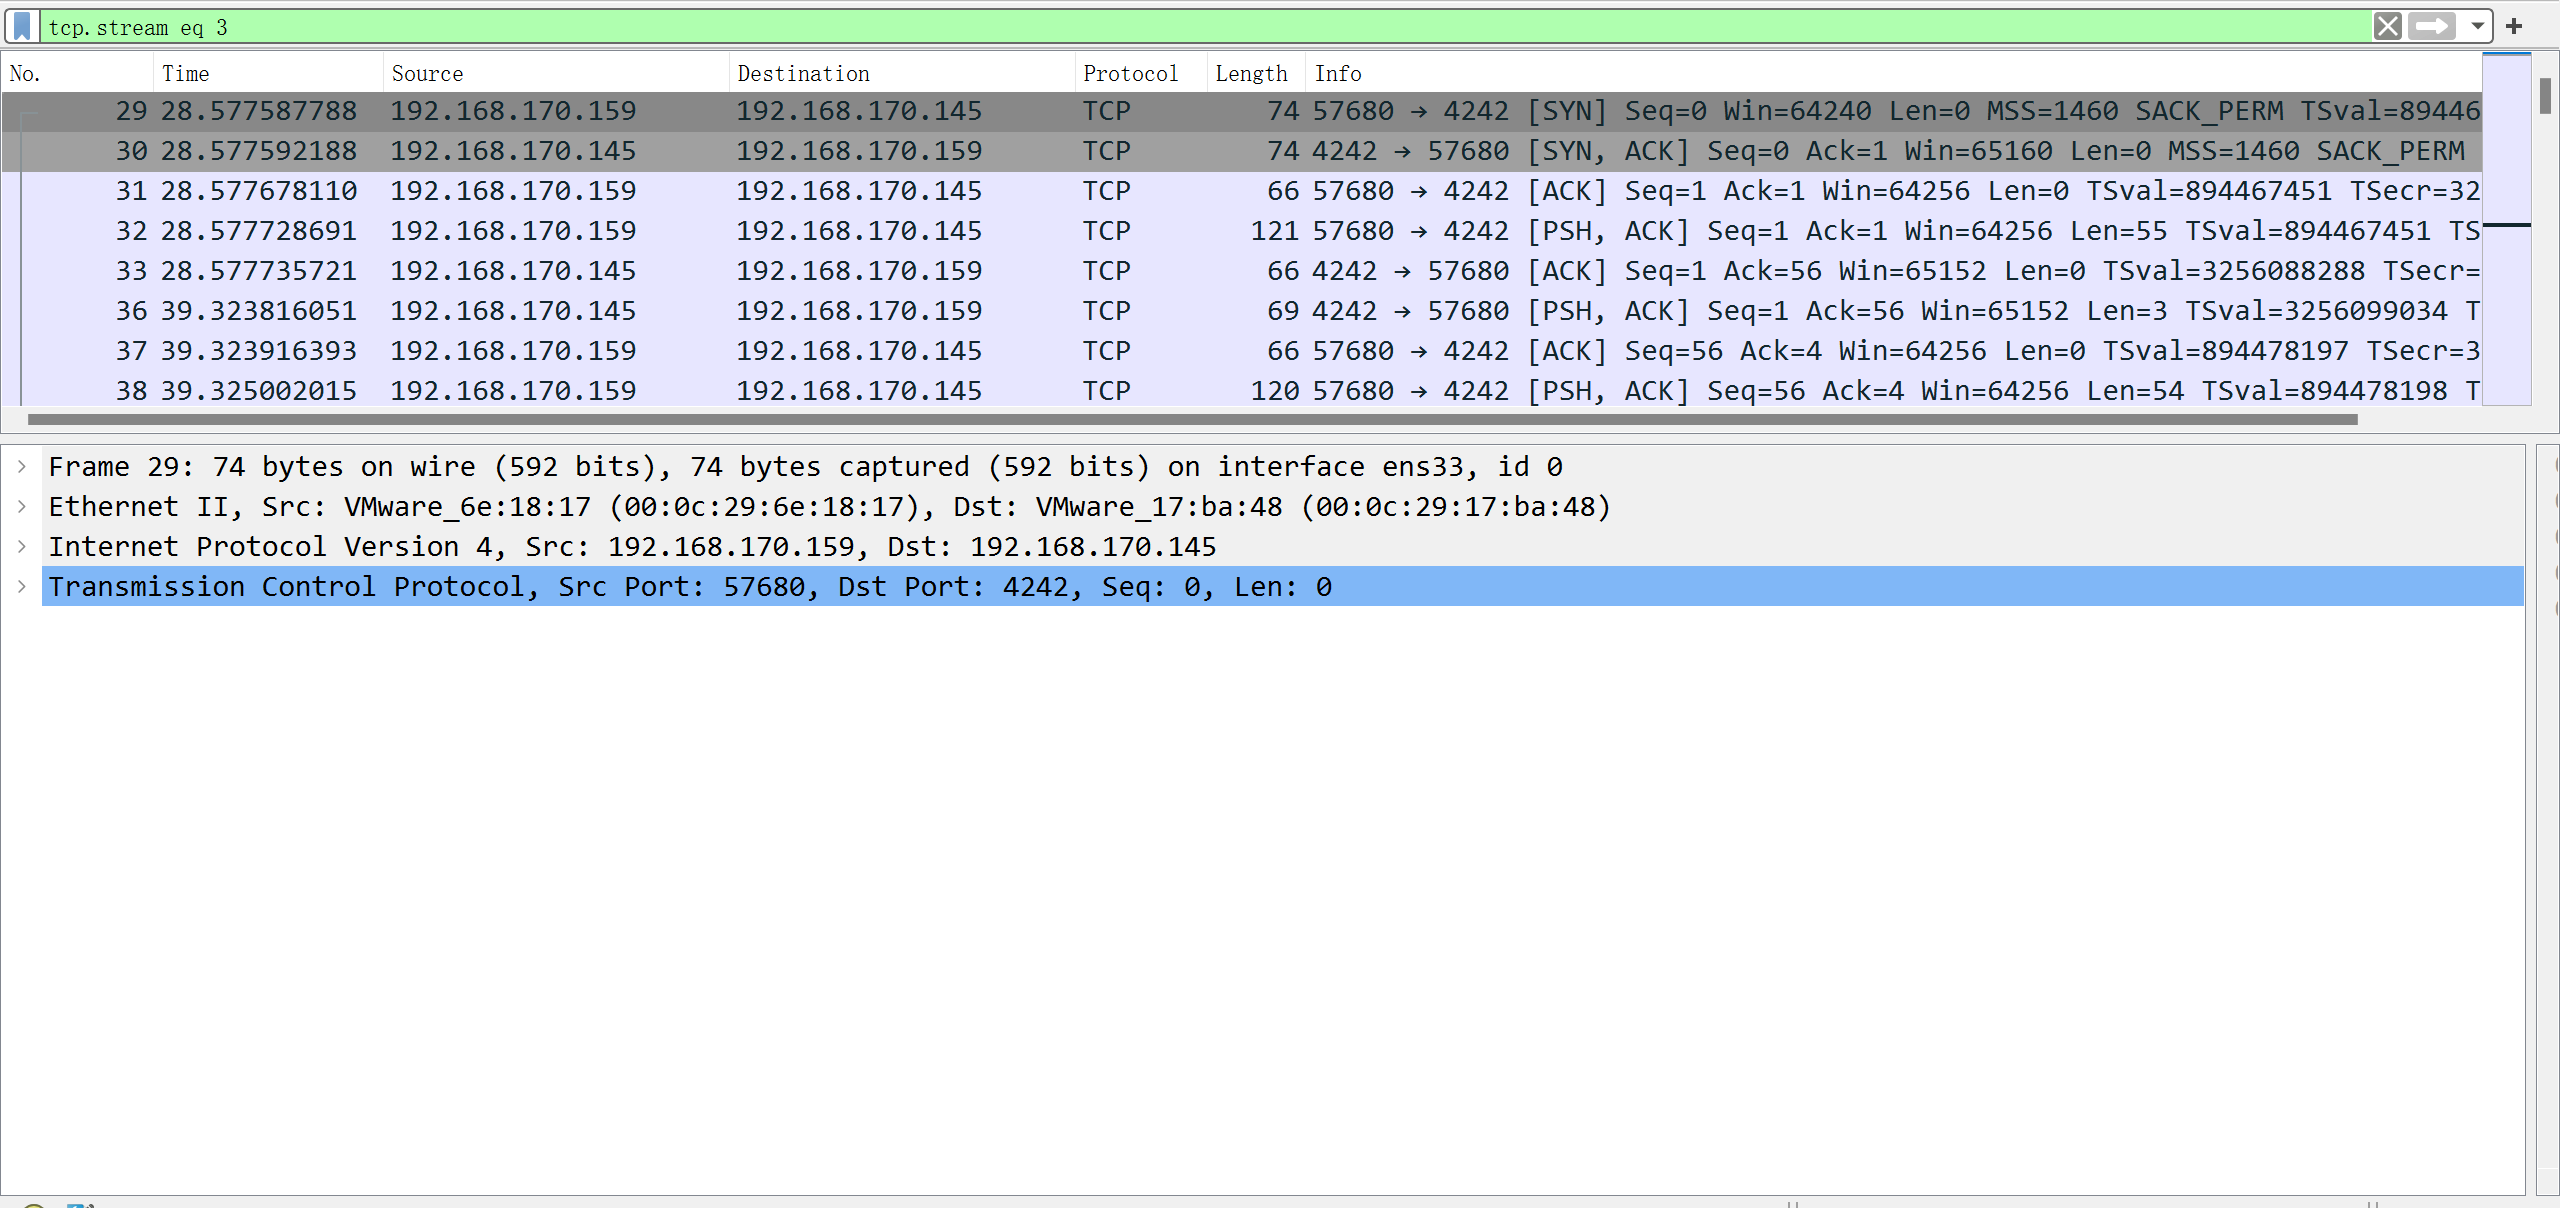 tcp.stream eq 3
No. Time Source Destination Protocol Length Info
29 28.577587788 192.168.170.159 192.168.170.145 TCP 74 57680 → 4242 [SYN] Seq=0 Win=64240 Len=0 MSS=1460 SACK_PERM TSval=89446
30 28.577592188 192.168.170.145 192.168.170.159 TCP 74 4242 → 57680 [SYN, ACK] Seq=0 Ack=1 Win=65160 Len=0 MSS=1460 SACK_PERM
31 28.577678110 192.168.170.159 192.168.170.145 TCP 66 57680 → 4242 [ACK] Seq=1 Ack=1 Win=64256 Len=0 TSval=894467451 TSecr=32
32 28.577728691 192.168.170.159 192.168.170.145 TCP 121 57680 → 4242 [PSH, ACK] Seq=1 Ack=1 Win=64256 Len=55 TSval=894467451 TS
33 28.577735721 192.168.170.145 192.168.170.159 TCP 66 4242 → 57680 [ACK] Seq=1 Ack=56 Win=65152 Len=0 TSval=3256088288 TSecr=
36 39.323816051 192.168.170.145 192.168.170.159 TCP 69 4242 → 57680 [PSH, ACK] Seq=1 Ack=56 Win=65152 Len=3 TSval=3256099034 T
37 39.323916393 192.168.170.159 192.168.170.145 TCP 66 57680 → 4242 [ACK] Seq=56 Ack=4 Win=64256 Len=0 TSval=894478197 TSecr=3
38 39.325002015 192.168.170.159 192.168.170.145 TCP 120 57680 → 4242 [PSH, ACK] Seq=56 Ack=4 Win=64256 Len=54 TSval=894478198 T
Frame 29: 74 bytes on wire (592 bits), 74 bytes captured (592 bits) on interface ens33, id 0
Ethernet II, Src: VMware_6e:18:17 (00:0c:29:6e:18:17), Dst: VMware_17:ba:48 (00:0c:29:17:ba:48)
Internet Protocol Version 4, Src: 192.168.170.159, Dst: 192.168.170.145
Transmission Control Protocol, Src Port: 57680, Dst Port: 4242, Seq: 0, Len: 0